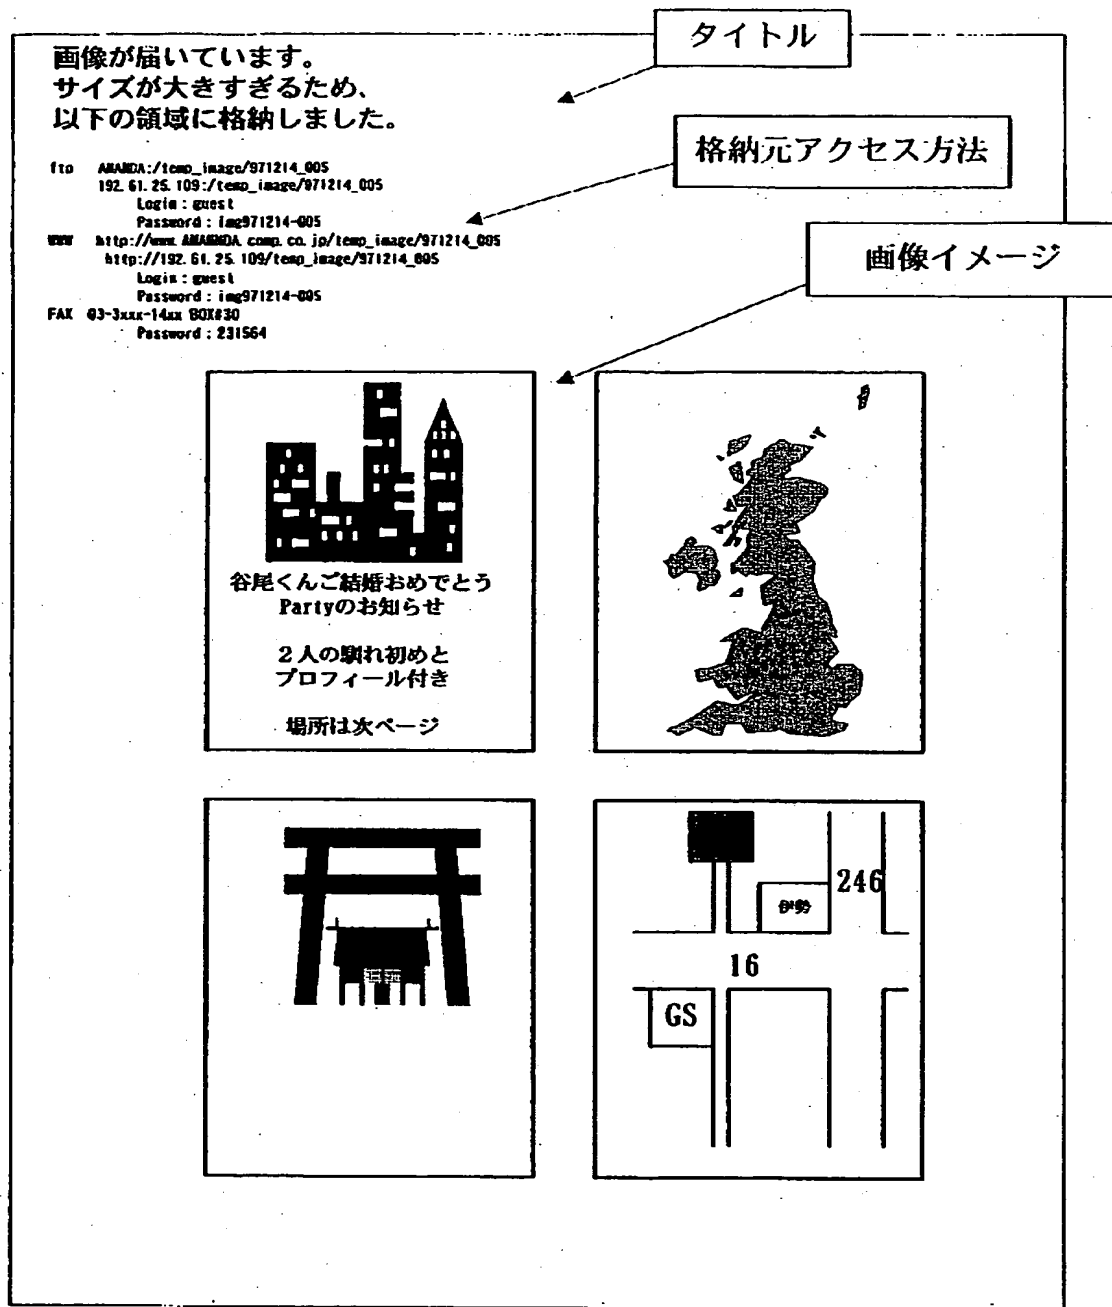 タイトル
画像が届いています。
サイズが大きすぎるため、
以下の領域に格納しました。
格納元アクセス方法
ftp AMANDA:/temp_image/971214_005
192.61.25.109:/temp_image/971214_005
Login : guest
Password : img971214-005
WWW http://www.AMANDA.comp.co.jp/temp_image/971214_005
http://192.61.25.109/temp_image/971214_005
Login : guest
Password : img971214-005
FAX 03-3xxx-14xx BOX#30
Password : 231564
画像イメージ
谷尾くんご結婚おめでとう
Partyのお知らせ
2人の馴れ初めと
プロフィール付き
場所は次ページ
246
伊勢
16
GS